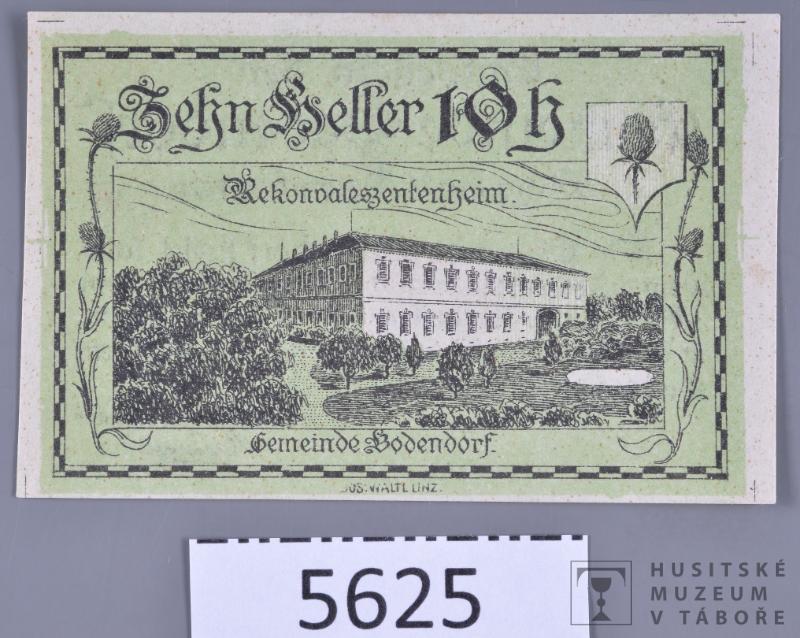 Zehn Heller 10 h
Rekonvaleszentenheim.
Gemeinde Bodendorf.
JOS. WALTL LINZ.
5625
HUSITSKÉ
MUZEUM
V TÁBOŘE